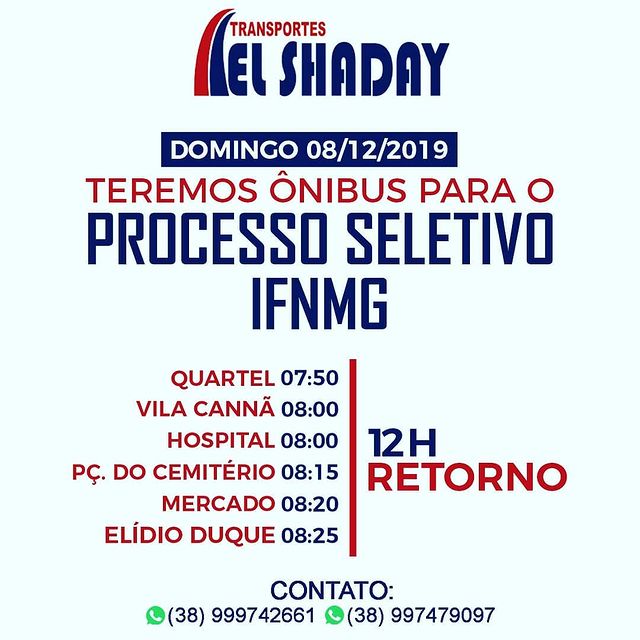 TRANSPORTES
EL SHADAY
DOMINGO 08/12/2019
TEREMOS ÔNIBUS PARA O
PROCESSO SELETIVO
IFNMG
QUARTEL 07:50
VILA CANNÃ 08:00
HOSPITAL 08:00
PÇ. DO CEMITÉRIO 08:15
MERCADO 08:20
ELÍDIO DUQUE 08:25
12H
RETORNO
CONTATO:
(38) 999742661 (38) 997479097